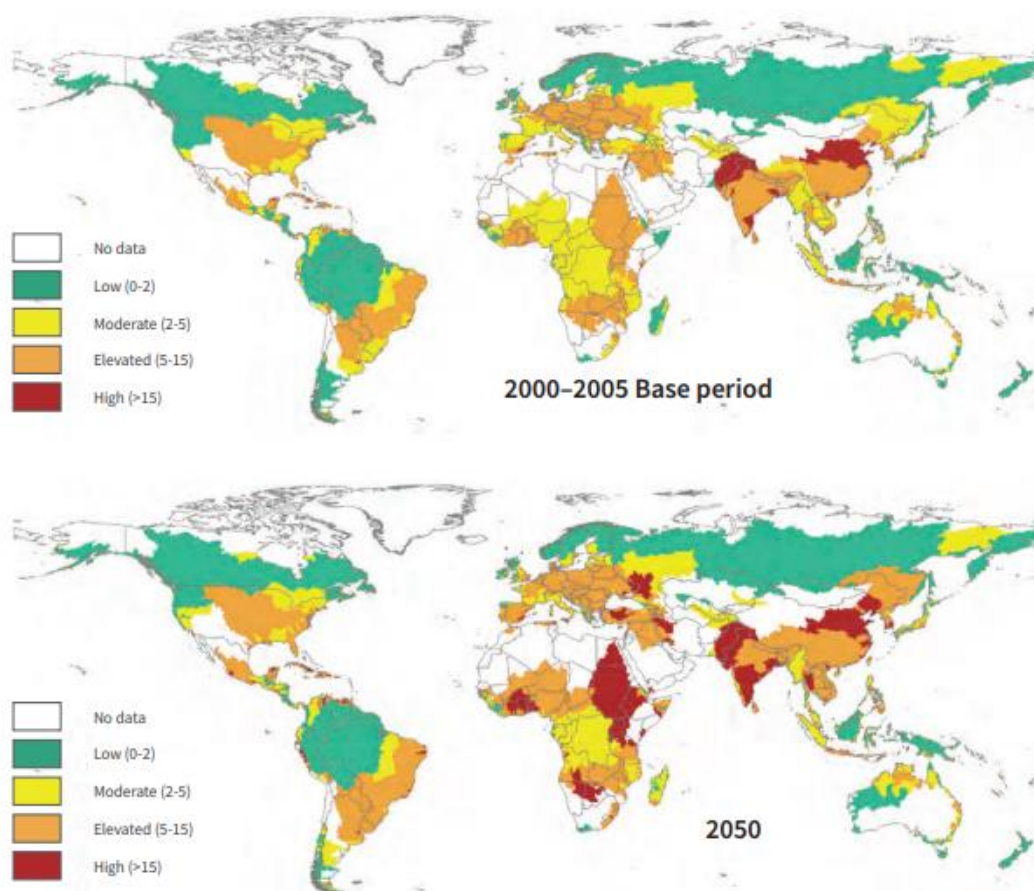 No data
Low (0-2)
Moderate (2-5)
Elevated (5-15)
High (>15)
2000–2005 Base period
No data
Low (0-2)
Moderate (2-5)
Elevated (5-15)
High (>15)
2050